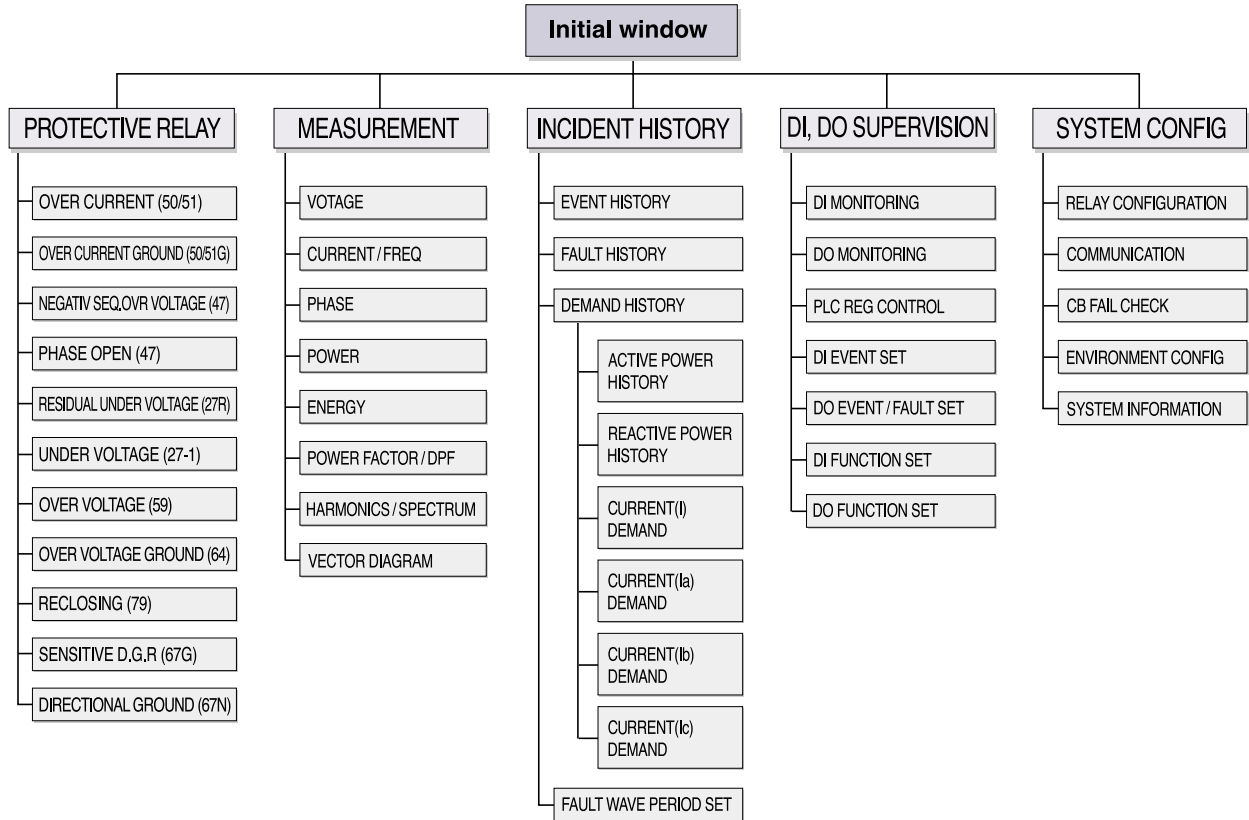 Initial window
PROTECTIVE RELAY
OVER CURRENT (50/51)
OVER CURRENT GROUND (50/51G)
NEGATIV SEQ.OVR VOLTAGE (47)
PHASE OPEN (47)
RESIDUAL UNDER VOLTAGE (27R)
UNDER VOLTAGE (27-1)
OVER VOLTAGE (59)
OVER VOLTAGE GROUND (64)
RECLOSING (79)
SENSITIVE D.G.R (67G)
DIRECTIONAL GROUND (67N)
MEASUREMENT
VOTAGE
CURRENT / FREQ
PHASE
POWER
ENERGY
POWER FACTOR / DPF
HARMONICS / SPECTRUM
VECTOR DIAGRAM
INCIDENT HISTORY
EVENT HISTORY
FAULT HISTORY
DEMAND HISTORY
ACTIVE POWER
HISTORY
REACTIVE POWER
HISTORY
CURRENT(I)
DEMAND
CURRENT(Ia)
DEMAND
CURRENT(Ib)
DEMAND
CURRENT(Ic)
DEMAND
FAULT WAVE PERIOD SET
DI, DO SUPERVISION
DI MONITORING
DO MONITORING
PLC REG CONTROL
DI EVENT SET
DO EVENT / FAULT SET
DI FUNCTION SET
DO FUNCTION SET
SYSTEM CONFIG
RELAY CONFIGURATION
COMMUNICATION
CB FAIL CHECK
ENVIRONMENT CONFIG
SYSTEM INFORMATION